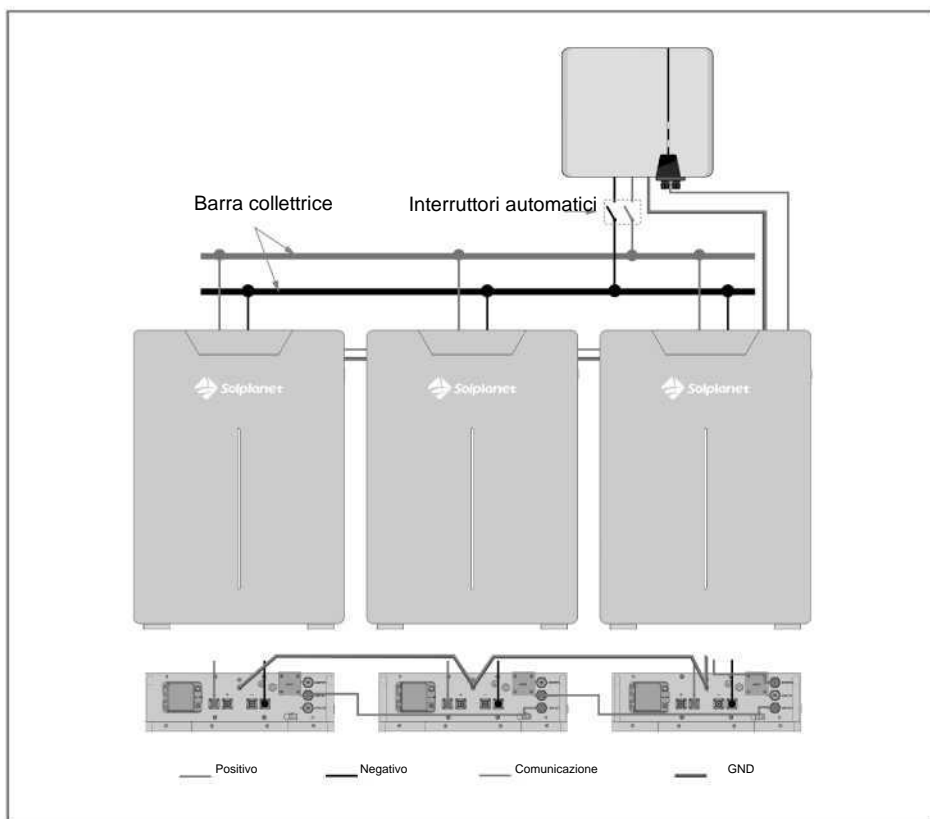 Barra collettrice
Interruttori automatici
Solplanet
Solplanet
Solplanet
Positivo
Negativo
Comunicazione
GND